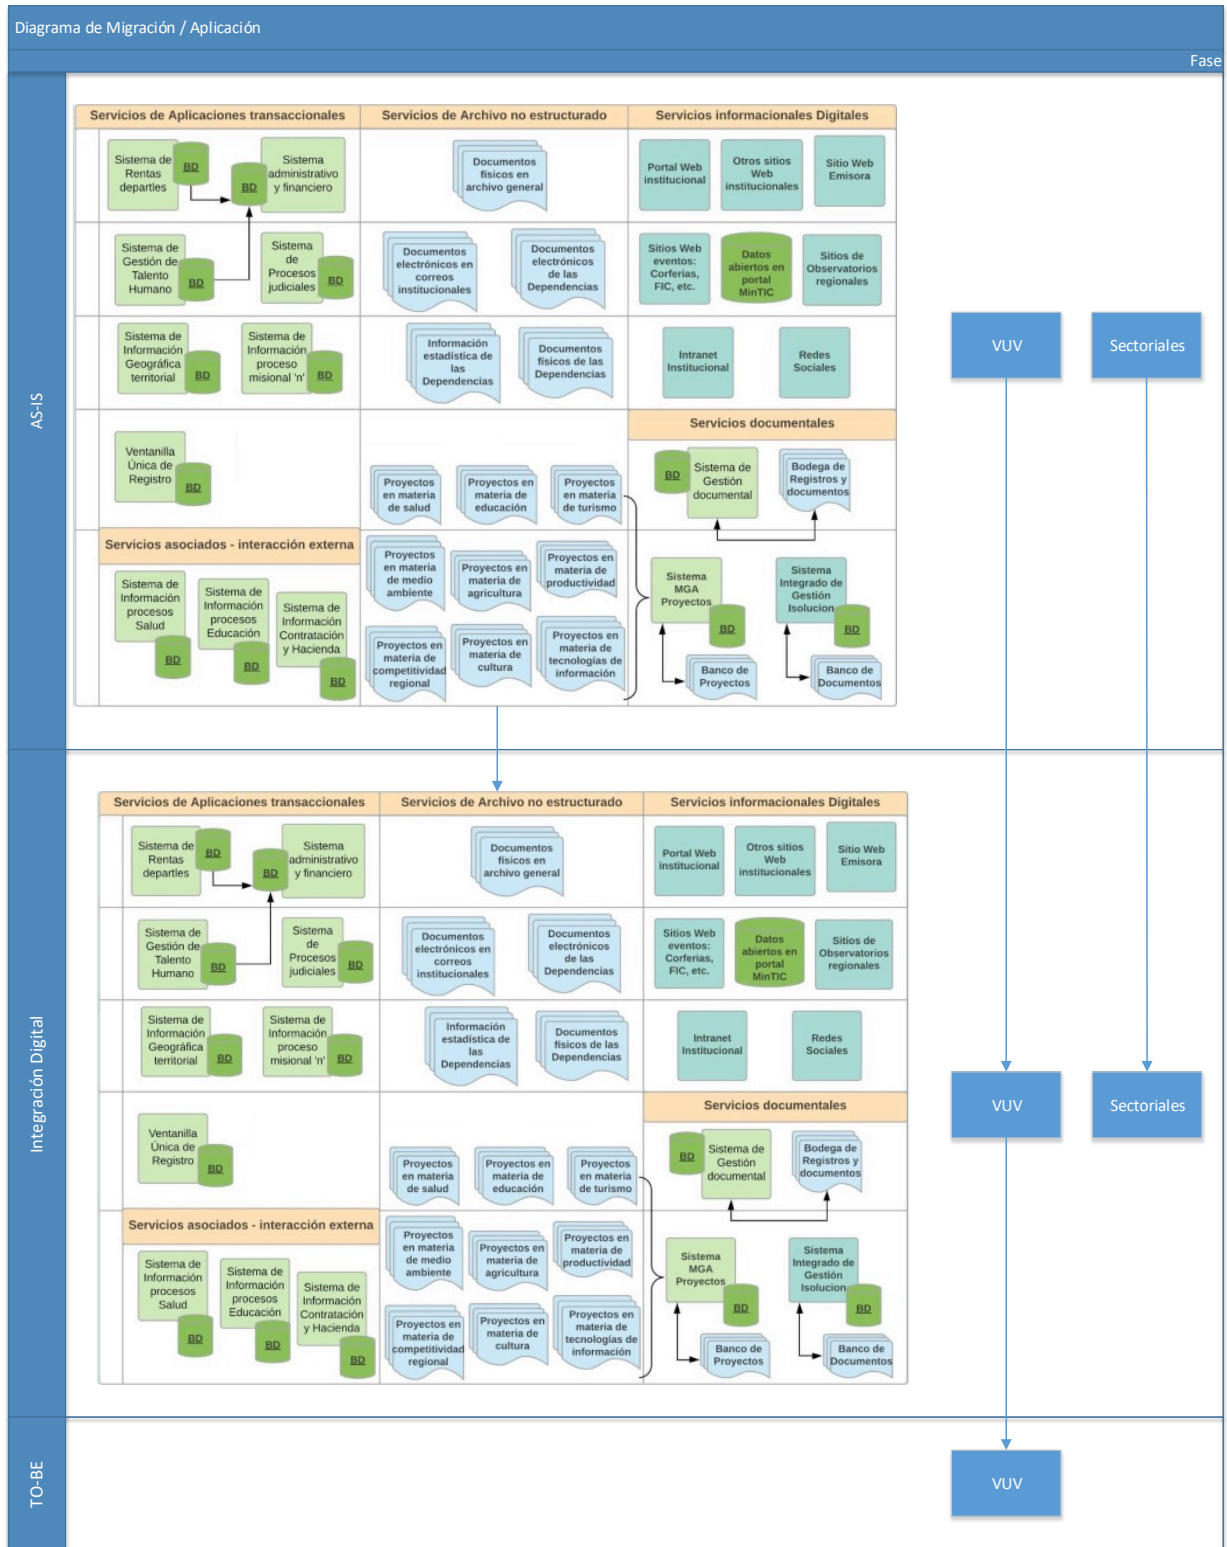 Diagrama de Migración / Aplicación
Fase
AS-IS
Servicios de Aplicaciones transaccionales
Servicios de Archivo no estructurado
Servicios informacionales Digitales
Sistema de
Rentas
departles
BD
BD
Sistema
administrativo
y financiero
Documentos
físicos en
archivo general
Portal Web
institucional
Otros sitios
Web
institucionales
Sitio Web
Emisora
Sistema de
Gestión de
Talento
Humano
BD
Sistema
de
Procesos
judiciales
BD
Documentos
electrónicos en
correos
institucionales
Documentos
electrónicos
de las
Dependencias
Sitios Web
eventos:
Corferias,
FIC, etc.
Datos
abiertos en
portal
MinTIC
Sitios de
Observatorios
regionales
Sistema de
Información
Geográfica
territorial
BD
Sistema de
Información
proceso
misional 'n'
BD
Información
estadística de
las
Dependencias
Documentos
físicos de las
Dependencias
Intranet
Institucional
Redes
Sociales
VUV
Sectoriales
Ventanilla
Única de
Registro
BD
Proyectos
en materia
de salud
Proyectos
en materia de
educación
Proyectos
en materia
de turismo
Servicios documentales
BD
Sistema de
Gestión
documental
Bodega de
Registros y
documentos
Servicios asociados - interacción externa
Sistema de
Información
procesos
Salud
BD
Sistema de
Información
procesos
Educación
BD
Sistema de
Información
Contratación
y Hacienda
BD
Proyectos
en materia
de medio
ambiente
Proyectos en
materia de
agricultura
Proyectos en
materia de
productividad
Proyectos en
materia de
competitividad
regional
Proyectos en
materia de
cultura
Proyectos en
materia de
tecnologías de
información
Sistema
MGA
Proyectos
BD
Banco de
Proyectos
Sistema
Integrado de
Gestión
Isolucion
BD
Banco de
Documentos
Integración Digital
Servicios de Aplicaciones transaccionales
Servicios de Archivo no estructurado
Servicios informacionales Digitales
Sistema de
Rentas
departles
BD
BD
Sistema
administrativo
y financiero
Documentos
físicos en
archivo general
Portal Web
institucional
Otros sitios
Web
institucionales
Sitio Web
Emisora
Sistema de
Gestión de
Talento
Humano
BD
Sistema
de
Procesos
judiciales
BD
Documentos
electrónicos en
correos
institucionales
Documentos
electrónicos
de las
Dependencias
Sitios Web
eventos:
Corferias,
FIC, etc.
Datos
abiertos en
portal
MinTIC
Sitios de
Observatorios
regionales
Sistema de
Información
Geográfica
territorial
BD
Sistema de
Información
proceso
misional 'n'
BD
Información
estadística de
las
Dependencias
Documentos
físicos de las
Dependencias
Intranet
Institucional
Redes
Sociales
VUV
Sectoriales
Ventanilla
Única de
Registro
BD
Proyectos
en materia
de salud
Proyectos
en materia de
educación
Proyectos
en materia
de turismo
Servicios documentales
BD
Sistema de
Gestión
documental
Bodega de
Registros y
documentos
Servicios asociados - interacción externa
Sistema de
Información
procesos
Salud
BD
Sistema de
Información
procesos
Educación
BD
Sistema de
Información
Contratación
y Hacienda
BD
Proyectos
en materia
de medio
ambiente
Proyectos en
materia de
agricultura
Proyectos en
materia de
productividad
Proyectos en
materia de
competitividad
regional
Proyectos en
materia de
cultura
Proyectos en
materia de
tecnologías de
información
Sistema
MGA
Proyectos
BD
Banco de
Proyectos
Sistema
Integrado de
Gestión
Isolucion
BD
Banco de
Documentos
TO-BE
VUV